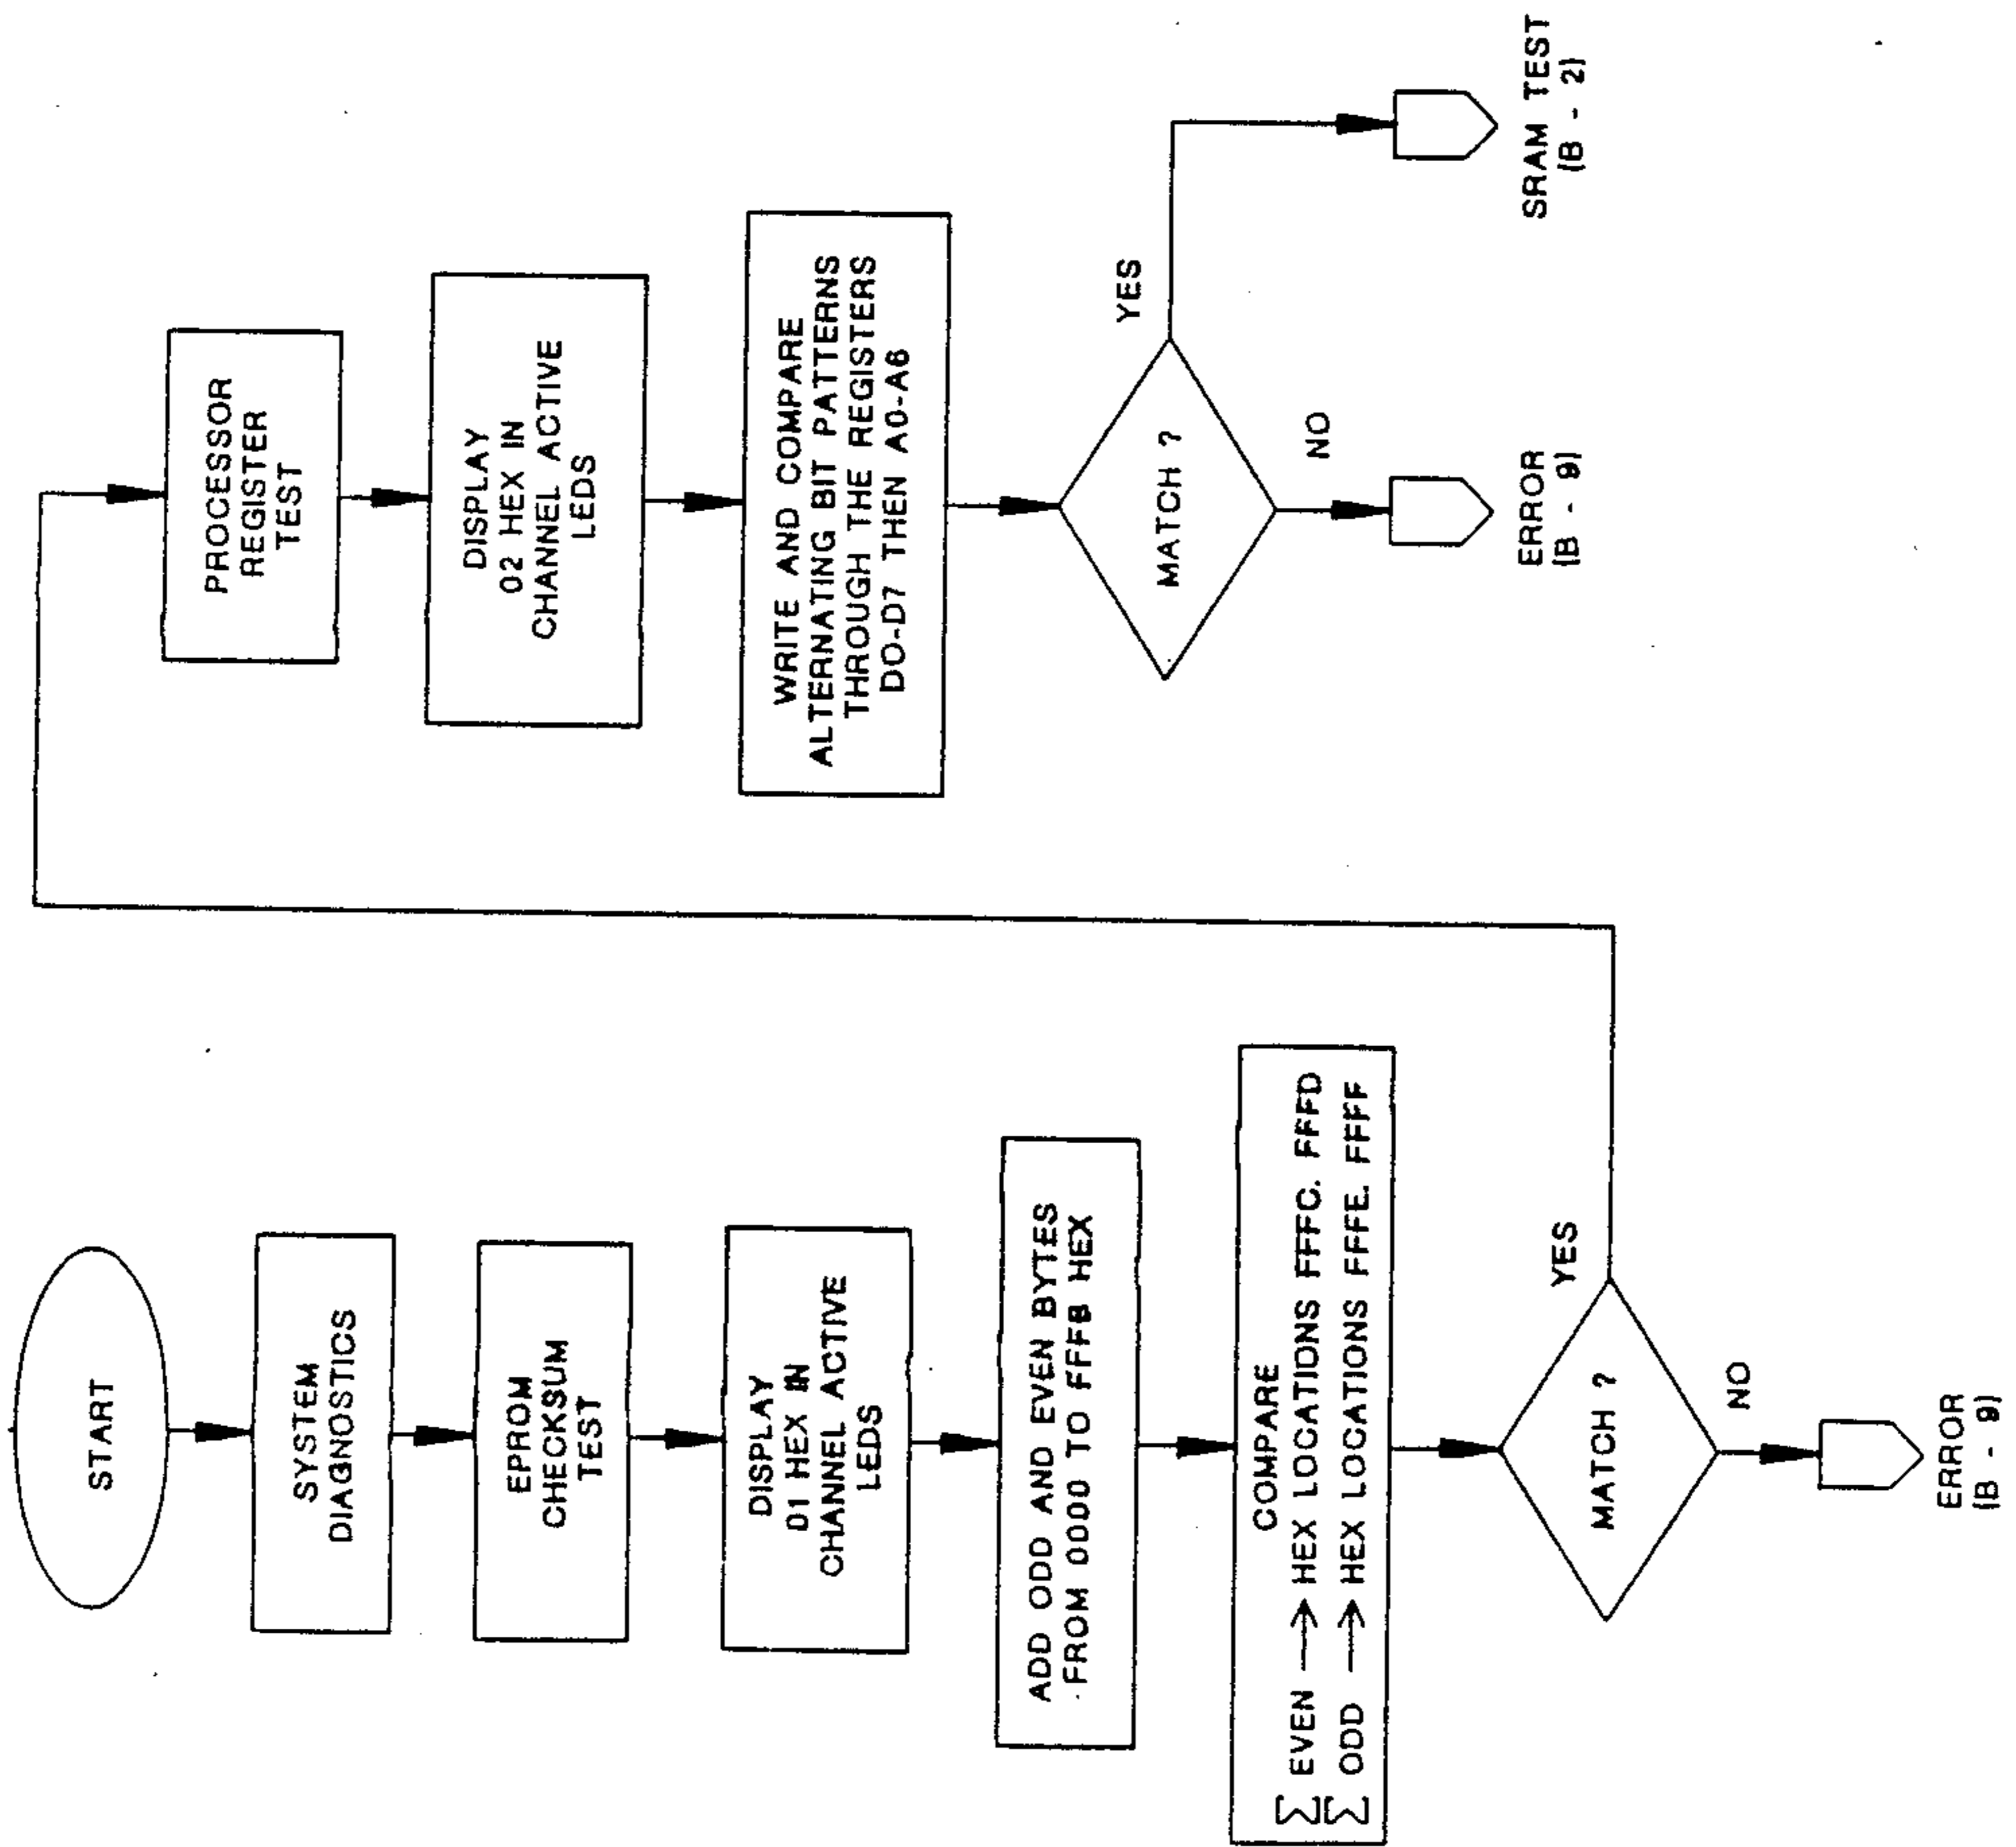 START
SYSTEM
DIAGNOSTICS
EPROM
CHECKSUM
TEST
DISPLAY
01 HEX IN
CHANNEL ACTIVE
LEDS
ADD ODD AND EVEN BYTES
FROM 0000 TO FFFB HEX
COMPARE
∑ EVEN → HEX LOCATIONS FFFC. FFFD
∑ ODD → HEX LOCATIONS FFFE. FFFF
MATCH ?
YES
NO
ERROR
(B - 9)
PROCESSOR
REGISTER
TEST
DISPLAY
02 HEX IN
CHANNEL ACTIVE
LEDS
WRITE AND COMPARE
ALTERNATING BIT PATTERNS
THROUGH THE REGISTERS
DO-D7 THEN A0-A6
MATCH ?
YES
NO
ERROR
(B - 9)
SRAM TEST
(B - 2)